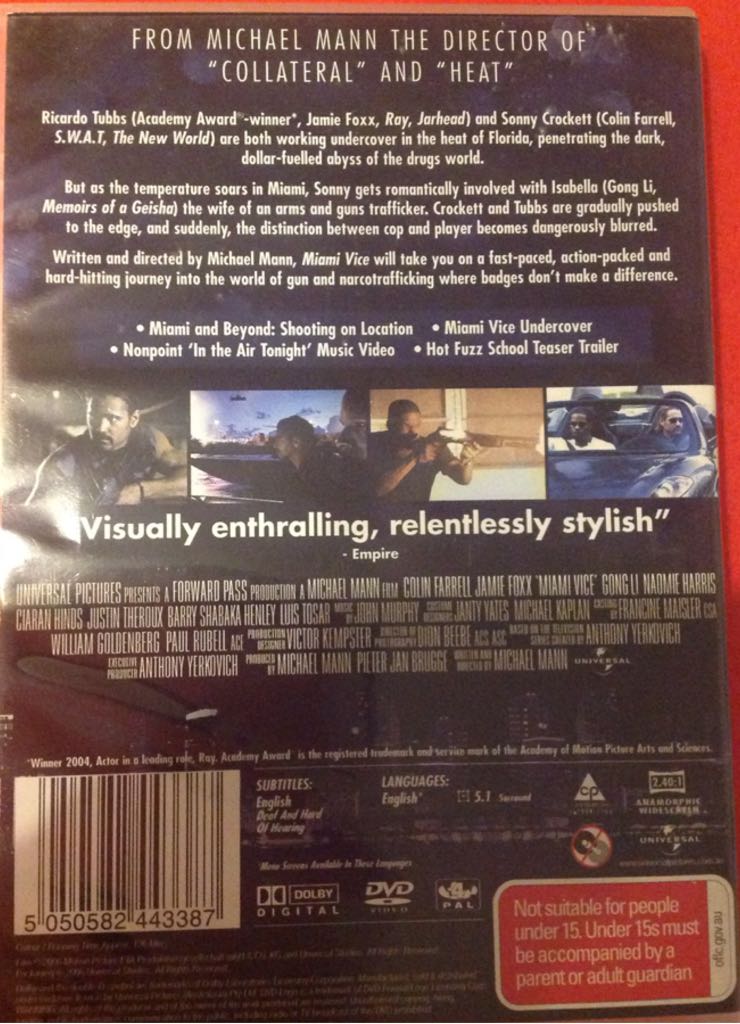 FROM MICHAEL MANN THE DIRECTOR OF
"COLLATERAL" AND "HEAT"
Ricardo Tubbs (Academy Award®-winner*, Jamie Foxx, Ray, Jarhead) and Sonny Crockett (Colin Farrell,
S.W.A.T, The New World) are both working undercover in the heat of Florida, penetrating the dark,
dollar-fuelled abyss of the drugs world.
But as the temperature soars in Miami, Sonny gets romantically involved with Isabella (Gong Li,
Memoirs of a Geisha) the wife of an arms and guns trafficker. Crockett and Tubbs are gradually pushed
to the edge, and suddenly, the distinction between cop and player becomes dangerously blurred.
Written and directed by Michael Mann, Miami Vice will take you on a fast-paced, action-packed and
hard-hitting journey into the world of gun and narcotrafficking where badges don't make a difference.
• Miami and Beyond: Shooting on Location • Miami Vice Undercover
• Nonpoint 'In the Air Tonight' Music Video • Hot Fuzz School Teaser Trailer
Visually enthralling, relentlessly stylish"
- Empire
UNIVERSAL PICTURES PRESENTS A FORWARD PASS PRODUCTION A MICHAEL MANN FILM COLIN FARRELL JAMIE FOXX "MIAMI VICE" GONG LI NAOMIE HARRIS
CIARAN HINDS JUSTIN THEROUX BARRY SHABAKA HENLEY LUIS TOSAR MUSIC BY JOHN MURPHY COSTUME DESIGNERS JANTY YATES MICHAEL KAPLAN CASTING BY FRANCINE MAISLER CSA
WILLIAM GOLDENBERG PAUL RUBELL ACE PRODUCTION DESIGNER VICTOR KEMPSTER DIRECTOR OF PHOTOGRAPHY DION BEEBE ACS ASC BASED ON THE TELEVISION SERIES CREATED BY ANTHONY YERKOVICH
EXECUTIVE PRODUCER ANTHONY YERKOVICH PRODUCED BY MICHAEL MANN PIETER JAN BRUGGE WRITTEN AND DIRECTED BY MICHAEL MANN UNIVERSAL
*Winner 2004, Actor in a leading role, Ray. Academy Award® is the registered trademark and service mark of the Academy of Motion Picture Arts and Sciences.
SUBTITLES:
English
Deaf And Hard
Of Hearing
LANGUAGES:
English*
5.1 Surround
*Menu Screens Available In These Languages
CP
2.40:1
ANAMORPHIC
WIDESCREEN
UNIVERSAL
www.universalpictures.com.au
5 050582 443387
DOLBY
DIGITAL
DVD
VIDEO
4
PAL
Not suitable for people
under 15. Under 15s must
be accompanied by a
parent or adult guardian
oflc.gov.au